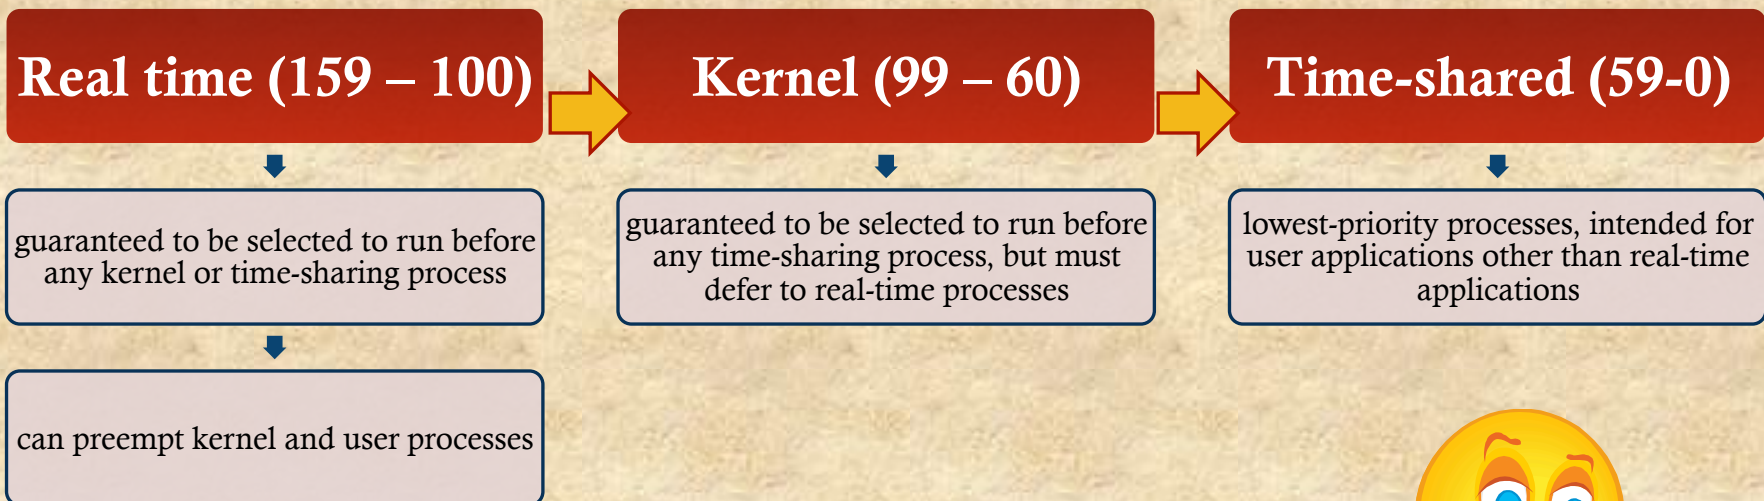 Real time (159 – 100)
guaranteed to be selected to run before
any kernel or time-sharing process
can preempt kernel and user processes
Kernel (99 – 60)
guaranteed to be selected to run before
any time-sharing process, but must
defer to real-time processes
Time-shared (59-0)
lowest-priority processes, intended for
user applications other than real-time
applications